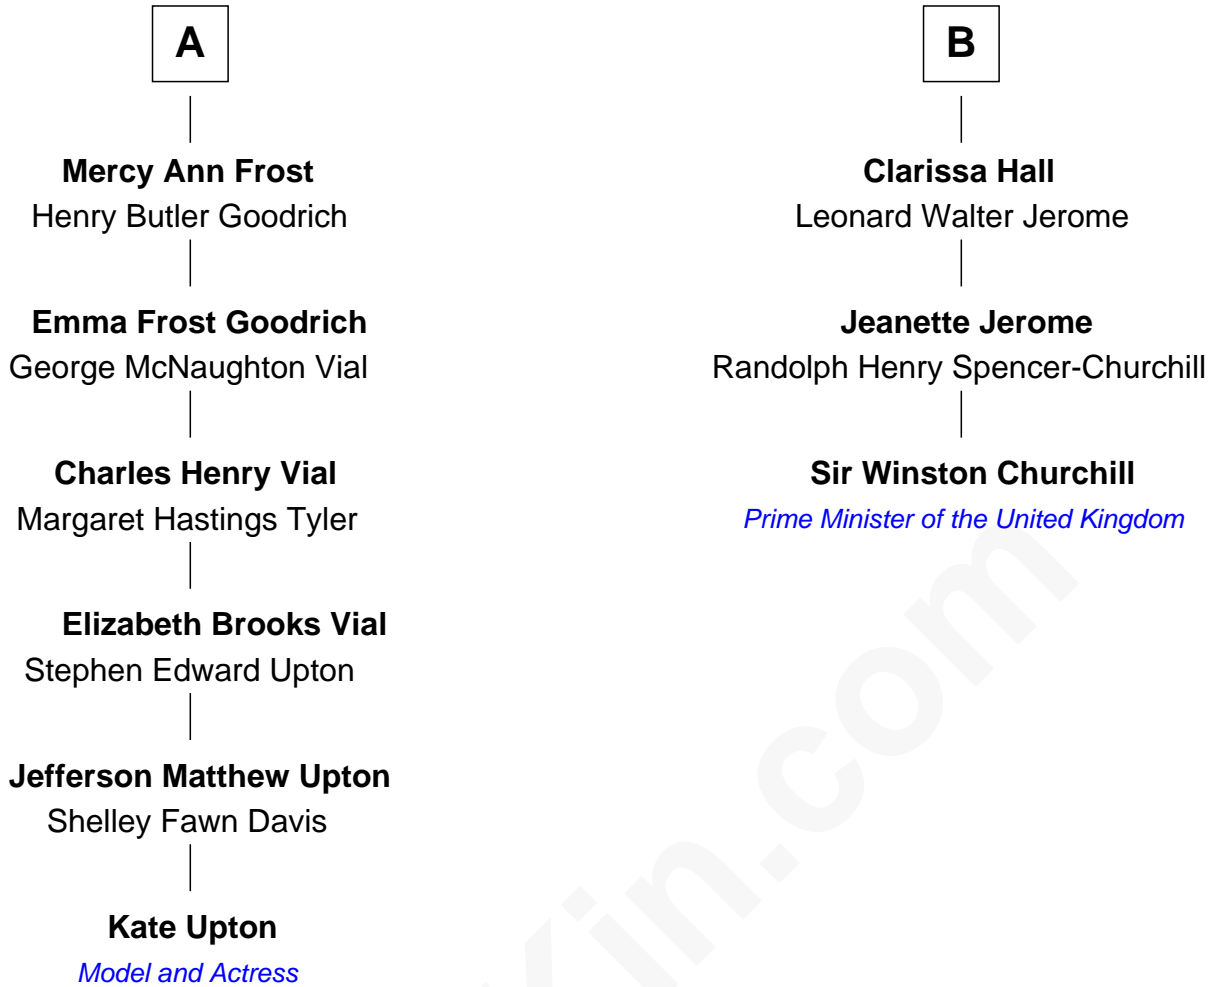 A
Mercy Ann Frost
Henry Butler Goodrich
Emma Frost Goodrich
George McNaughton Vial
Charles Henry Vial
Margaret Hastings Tyler
Elizabeth Brooks Vial
Stephen Edward Upton
Jefferson Matthew Upton
Shelley Fawn Davis
Kate Upton
Model and Actress
B
Clarissa Hall
Leonard Walter Jerome
Jeanette Jerome
Randolph Henry Spencer-Churchill
Sir Winston Churchill
Prime Minister of the United Kingdom
Kin.com